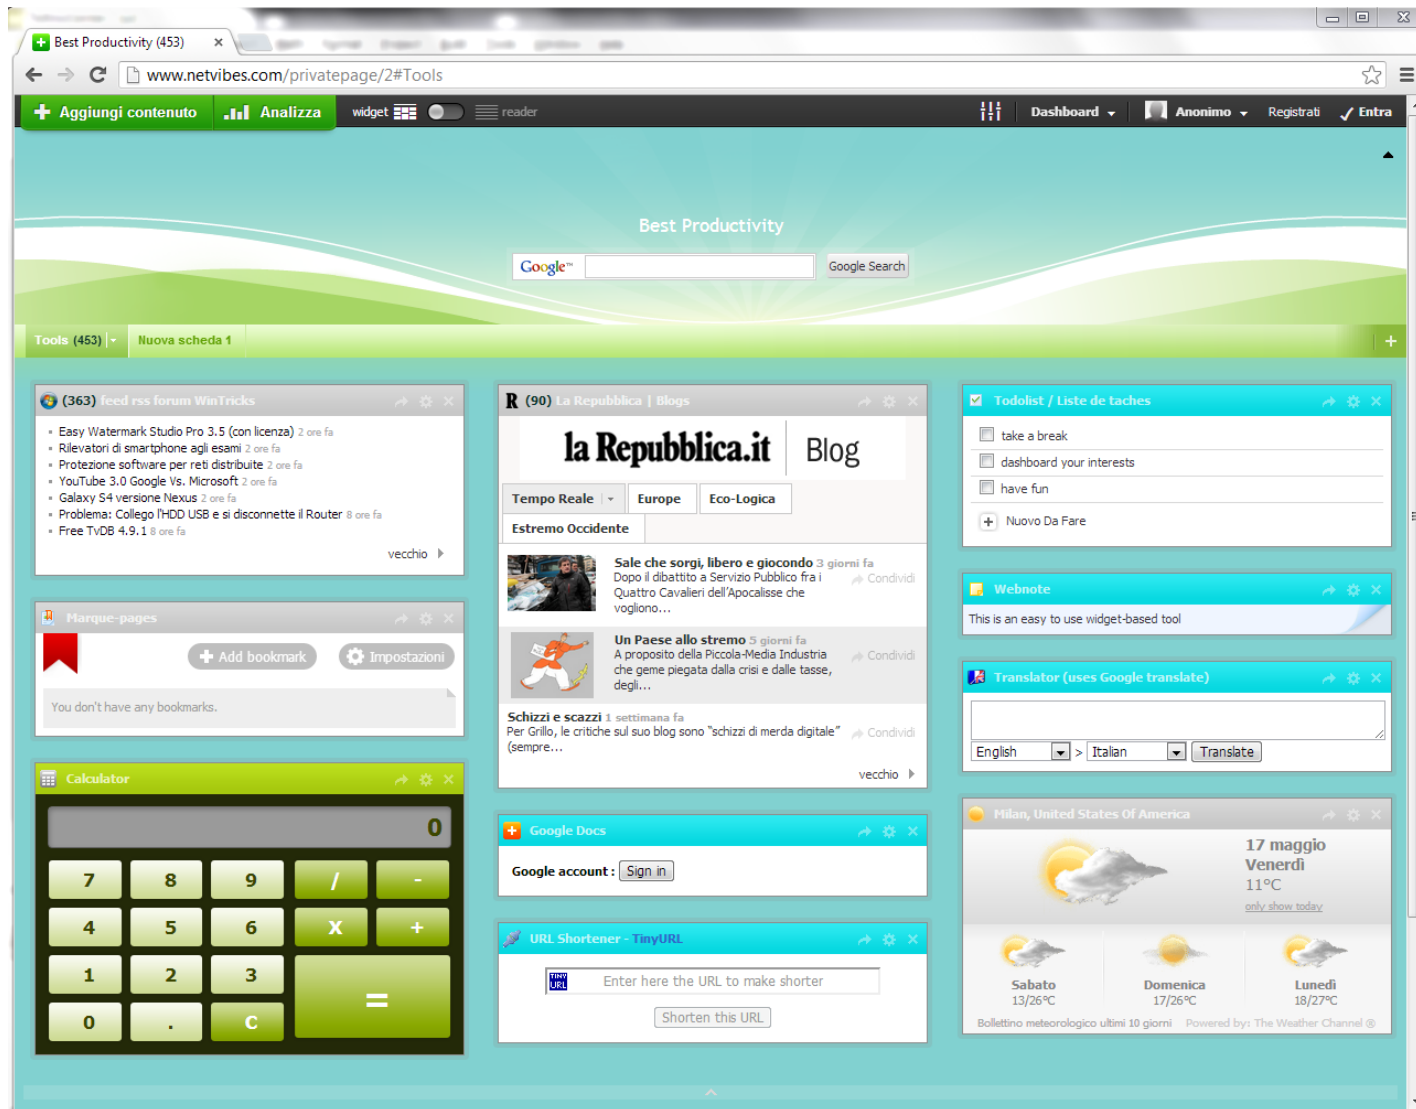 Best Productivity (453)
www.netvibes.com/privatepage/2#Tools
Aggiungi contenuto
Analizza
widget
reader
Dashboard
Anonimo
Registrati
Entra
Best Productivity
Google™
Google Search
Tools (453)
Nuova scheda 1
(363) feed rss forum WinTricks
Easy Watermark Studio Pro 3.5 (con licenza) 2 ore fa
Rilevatori di smartphone agli esami 2 ore fa
Protezione software per reti distribuite 2 ore fa
YouTube 3.0 Google Vs. Microsoft 2 ore fa
Galaxy S4 versione Nexus 2 ore fa
Problema: Collego l'HDD USB e si disconnette il Router 8 ore fa
Free TvDB 4.9.1 8 ore fa
vecchio
Marque-pages
Add bookmark
Impostazioni
You don't have any bookmarks.
Calculator
0
7 8 9 / -
4 5 6 X +
1 2 3 =
0 . C
R (90) La Repubblica | Blogs
la Repubblica.it Blog
Tempo Reale
Europe
Eco-Logica
Estremo Occidente
Sale che sorgi, libero e giocondo 3 giorni fa
Dopo il dibattito a Servizio Pubblico fra i
Quattro Cavalieri dell'Apocalisse che
vogliono...
Condividi
Un Paese allo stremo 5 giorni fa
A proposito della Piccola-Media Industria
che geme piegata dalla crisi e dalle tasse,
degli...
Condividi
Schizzi e scazzi 1 settimana fa
Per Grillo, le critiche sul suo blog sono "schizzi di merda digitale"
(sempre...
Condividi
vecchio
Google Docs
Google account : Sign in
URL Shortener - TinyURL
TINY
URL
Enter here the URL to make shorter
Shorten this URL
Todolist / Liste de taches
take a break
dashboard your interests
have fun
Nuovo Da Fare
Webnote
This is an easy to use widget-based tool
Translator (uses Google translate)
English > Italian Translate
Milan, United States Of America
17 maggio
Venerdì
11°C
only show today
Sabato
13/26°C
Domenica
17/26°C
Lunedì
18/27°C
Bollettino meteorologico ultimi 10 giorni Powered by: The Weather Channel ®